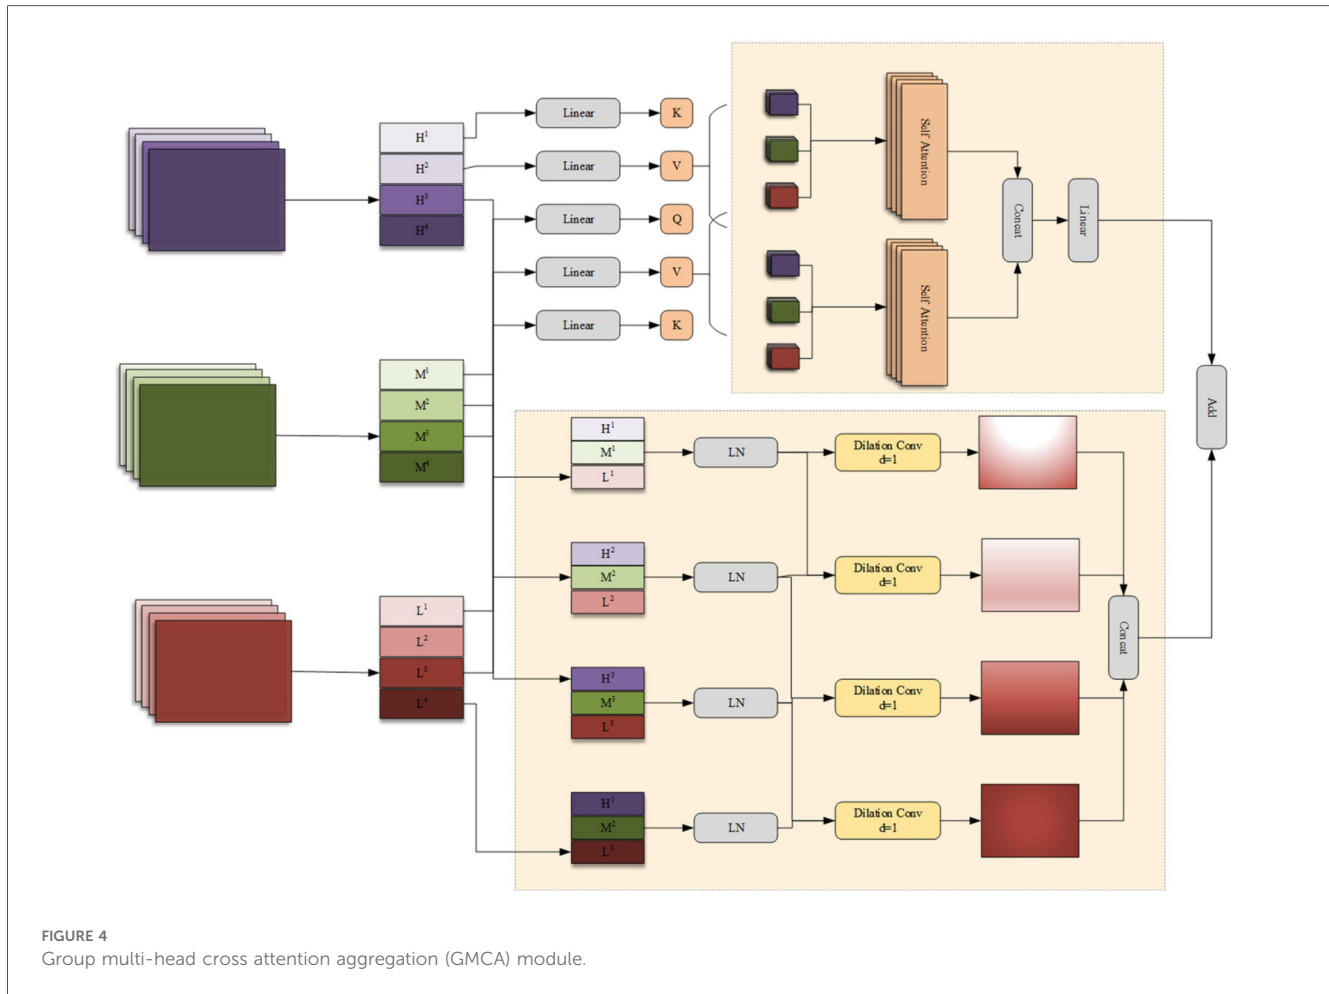 H¹
H²
H³
H⁴
M¹
M²
M³
M⁴
L¹
L²
L³
L⁴
Linear
K
Linear
V
Linear
Q
Linear
V
Linear
K
Self Attention
Self Attention
Concat
Linear
Add
H¹
M¹
L¹
LN
Dilation Conv
d=1
H²
M²
L²
LN
Dilation Conv
d=1
H³
M³
L³
LN
Dilation Conv
d=1
H¹
M²
L³
LN
Dilation Conv
d=1
Concat
FIGURE 4
Group multi-head cross attention aggregation (GMCA) module.